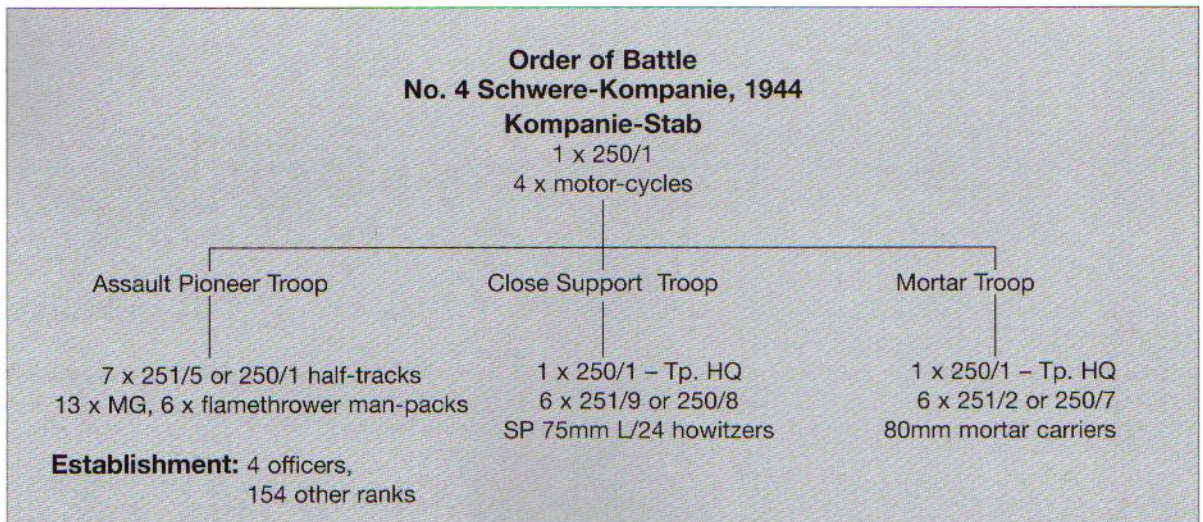 Order of Battle
No. 4 Schwere-Kompanie, 1944
Kompanie-Stab
1 x 250/1
4 x motor-cycles
Assault Pioneer Troop
7 x 251/5 or 250/1 half-tracks
13 x MG, 6 x flamethrower man-packs
Close Support Troop
1 x 250/1 – Tp. HQ
6 x 251/9 or 250/8
SP 75mm L/24 howitzers
Mortar Troop
1 x 250/1 – Tp. HQ
6 x 251/2 or 250/7
80mm mortar carriers
Establishment: 4 officers,
154 other ranks